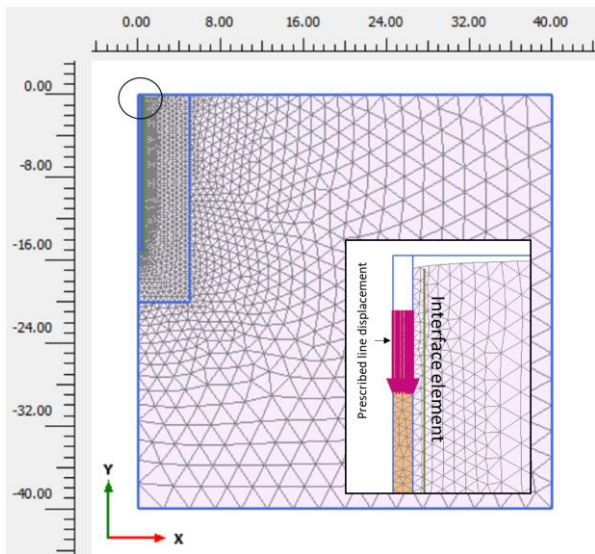 0.00 8.00 16.00 24.00 32.00 40.00
0.00
-8.00
-16.00
-24.00
-32.00
-40.00
Prescribed line displacement
Interface element
Y
X